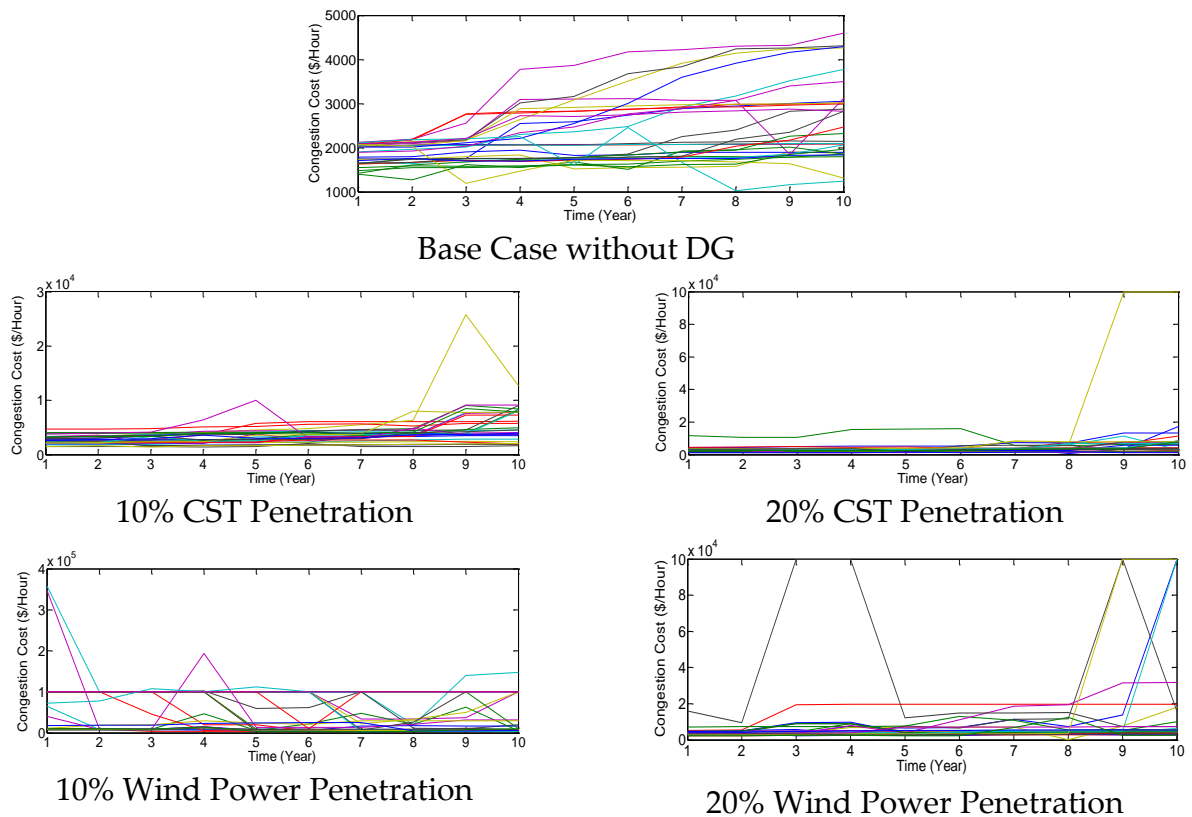 5000
4000
3000
2000
1000
Congestion Cost ($/Hour)
1 2 3 4 5 6 7 8 9 10
Time (Year)
Base Case without DG
x 10^4
3
2
1
0
Congestion Cost ($/Hour)
1 2 3 4 5 6 7 8 9 10
Time (Year)
10% CST Penetration
x 10^4
10
8
6
4
2
0
Congestion Cost ($/Hour)
1 2 3 4 5 6 7 8 9 10
Time (Year)
20% CST Penetration
x 10^5
4
3
2
1
0
Congestion Cost ($/Hour)
1 2 3 4 5 6 7 8 9 10
Time (Year)
10% Wind Power Penetration
x 10^4
10
8
6
4
2
0
Congestion Cost ($/Hour)
1 2 3 4 5 6 7 8 9 10
Time (Year)
20% Wind Power Penetration